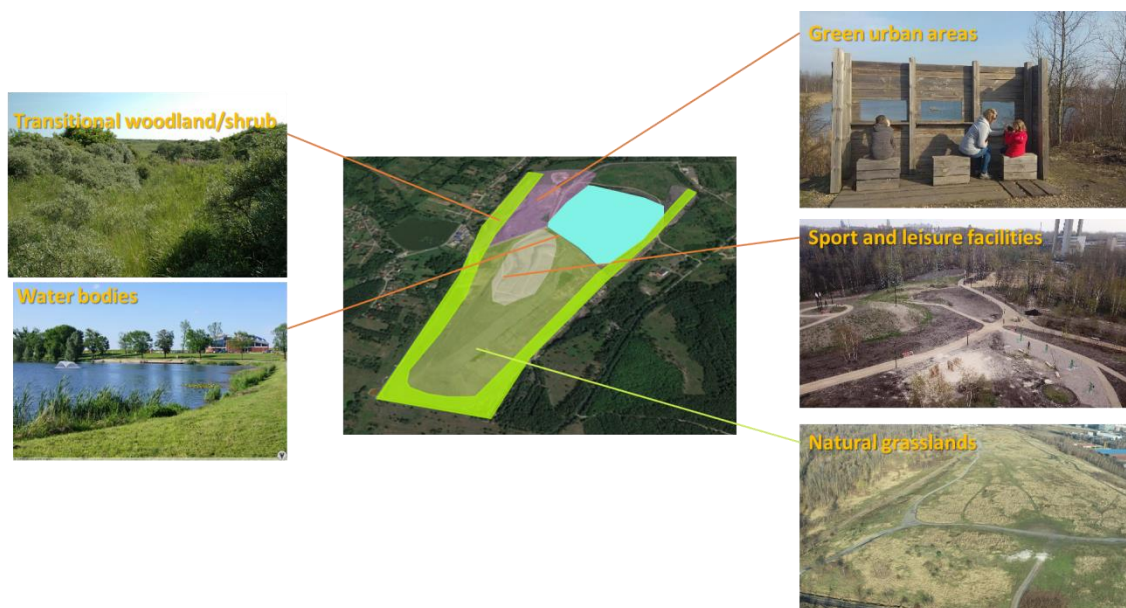 Green urban areas
Transitional woodland/shrub
Sport and leisure facilities
Water bodies
Natural grasslands